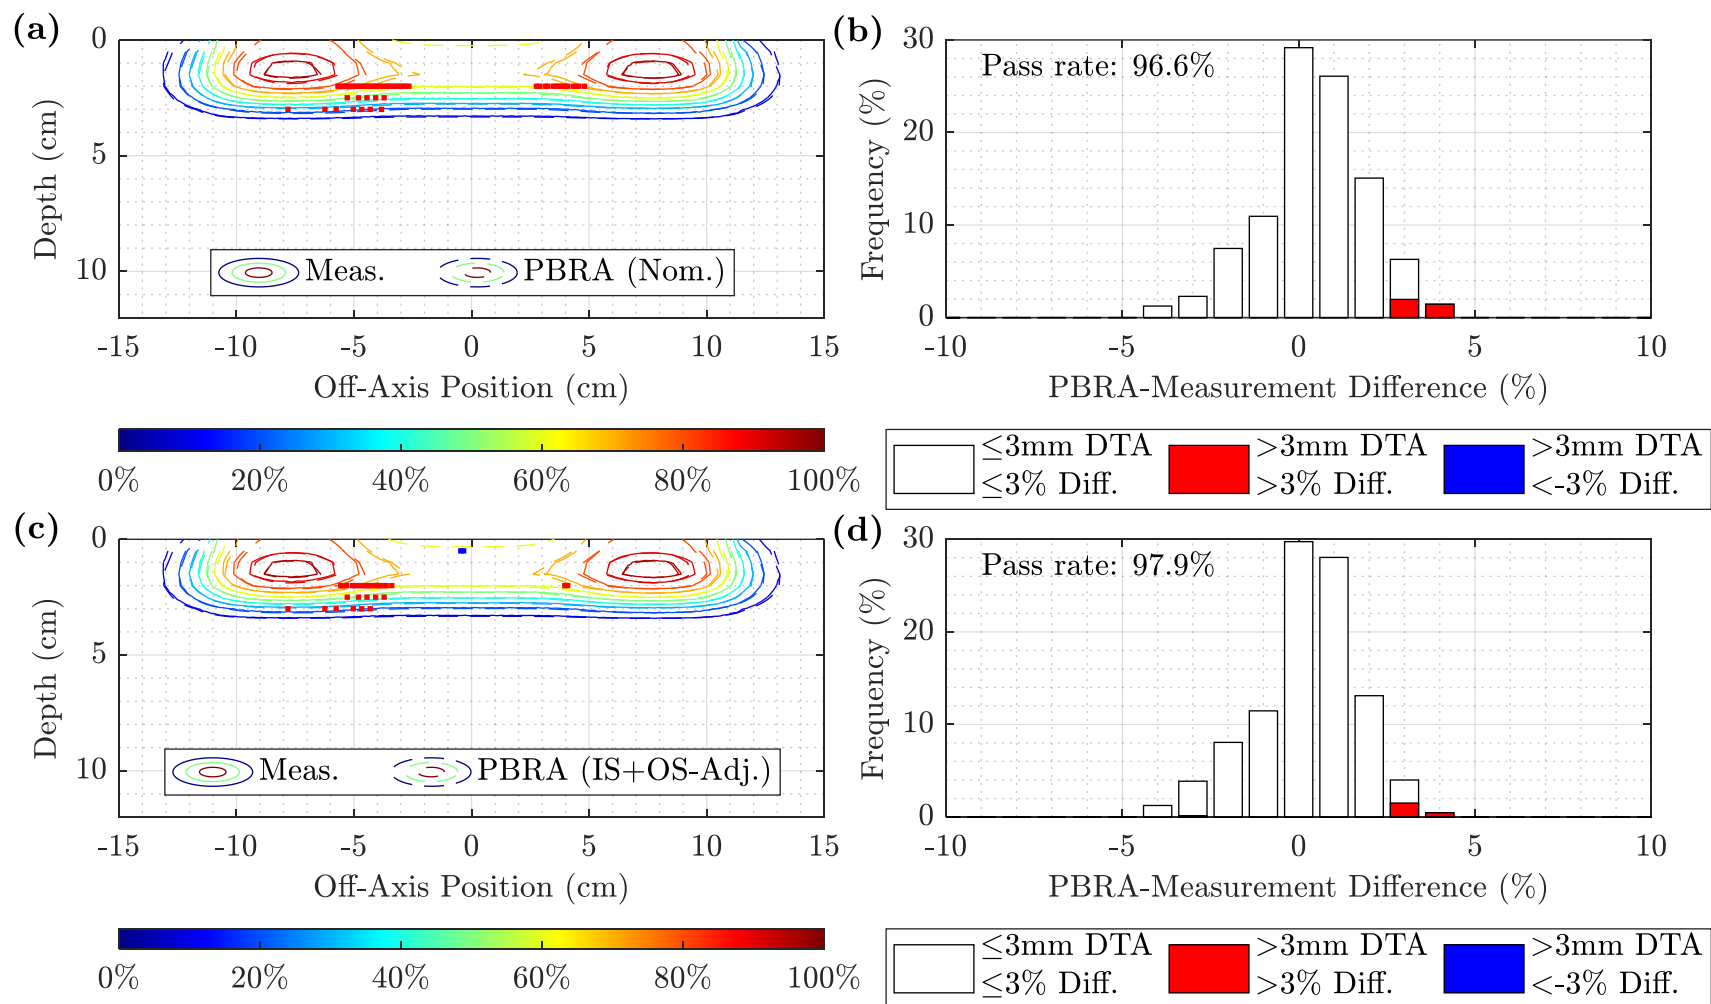 (a)
0
5
10
Depth (cm)
Meas.
PBRA (Nom.)
-15 -10 -5 0 5 10 15
Off-Axis Position (cm)
0% 20% 40% 60% 80% 100%
(b)
30
20
10
0
Frequency (%)
Pass rate: 96.6%
-10 -5 0 5 10
PBRA-Measurement Difference (%)
≤3mm DTA >3mm DTA >3mm DTA
≤3% Diff. >3% Diff. <-3% Diff.
(c)
0
5
10
Depth (cm)
Meas.
PBRA (IS+OS-Adj.)
-15 -10 -5 0 5 10 15
Off-Axis Position (cm)
0% 20% 40% 60% 80% 100%
(d)
30
20
10
0
Frequency (%)
Pass rate: 97.9%
-10 -5 0 5 10
PBRA-Measurement Difference (%)
≤3mm DTA >3mm DTA >3mm DTA
≤3% Diff. >3% Diff. <-3% Diff.